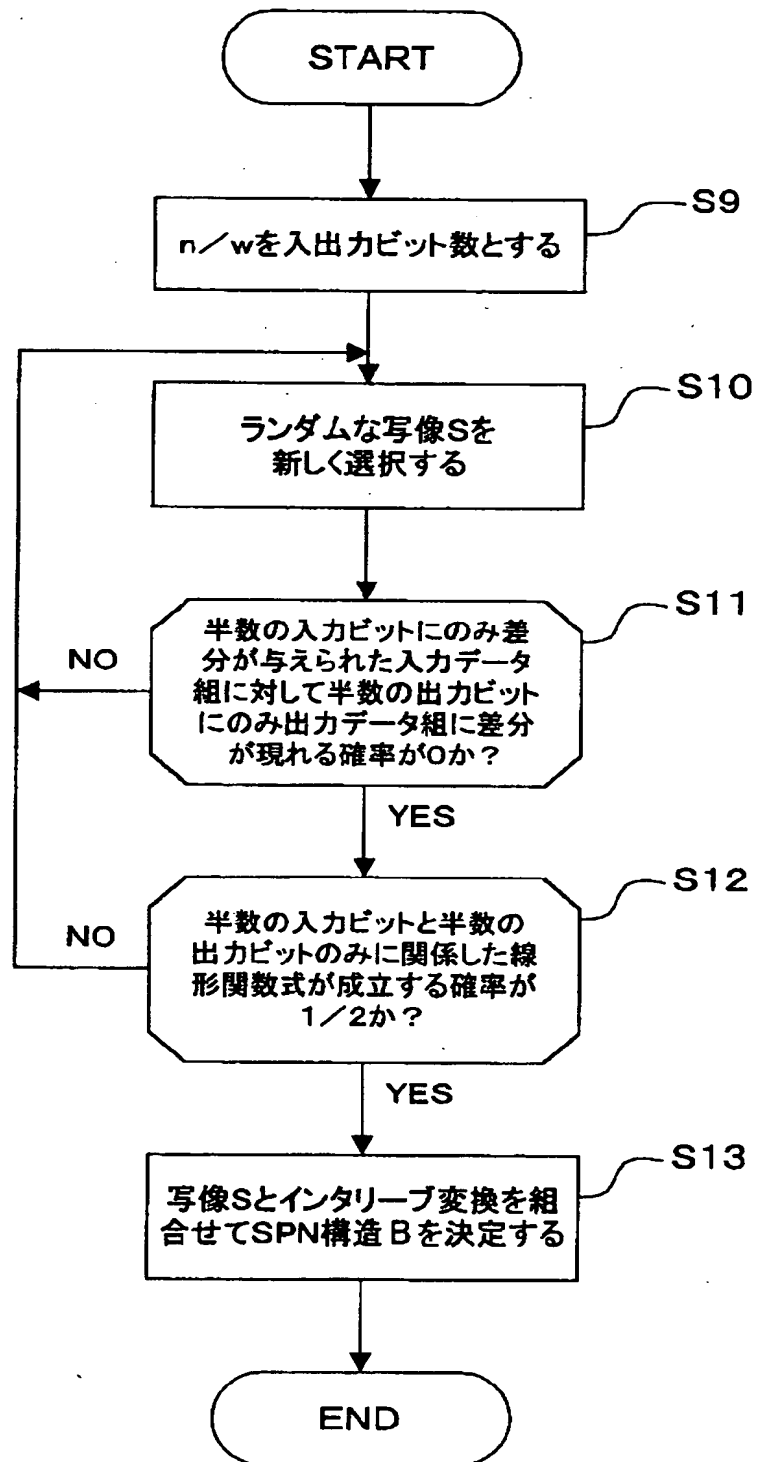 START
S9
n/wを入出力ビット数とする
S10
ランダムな写像Sを
新しく選択する
S11
半数の入力ビットにのみ差
分が与えられた入力データ
組に対して半数の出力ビット
にのみ出力データ組に差分
が現れる確率が0か？
NO
YES
S12
半数の入力ビットと半数の
出力ビットのみに関係した線
形関数式が成立する確率が
1/2か？
NO
YES
S13
写像Sとインタリーブ変換を組
合せてSPN構造Bを決定する
END